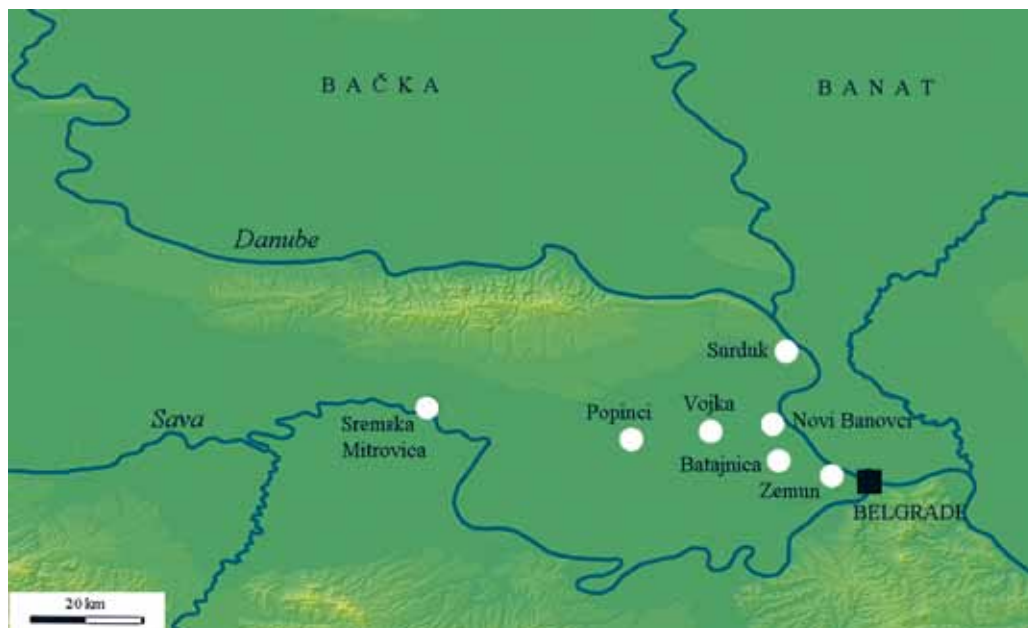 BAČKA
BANAT
Danube
Surduk
Sava
Sremska
Mitrovica
Popinci
Vojka
Novi Banovci
Batajnica
Zemun
BELGRADE
20 km